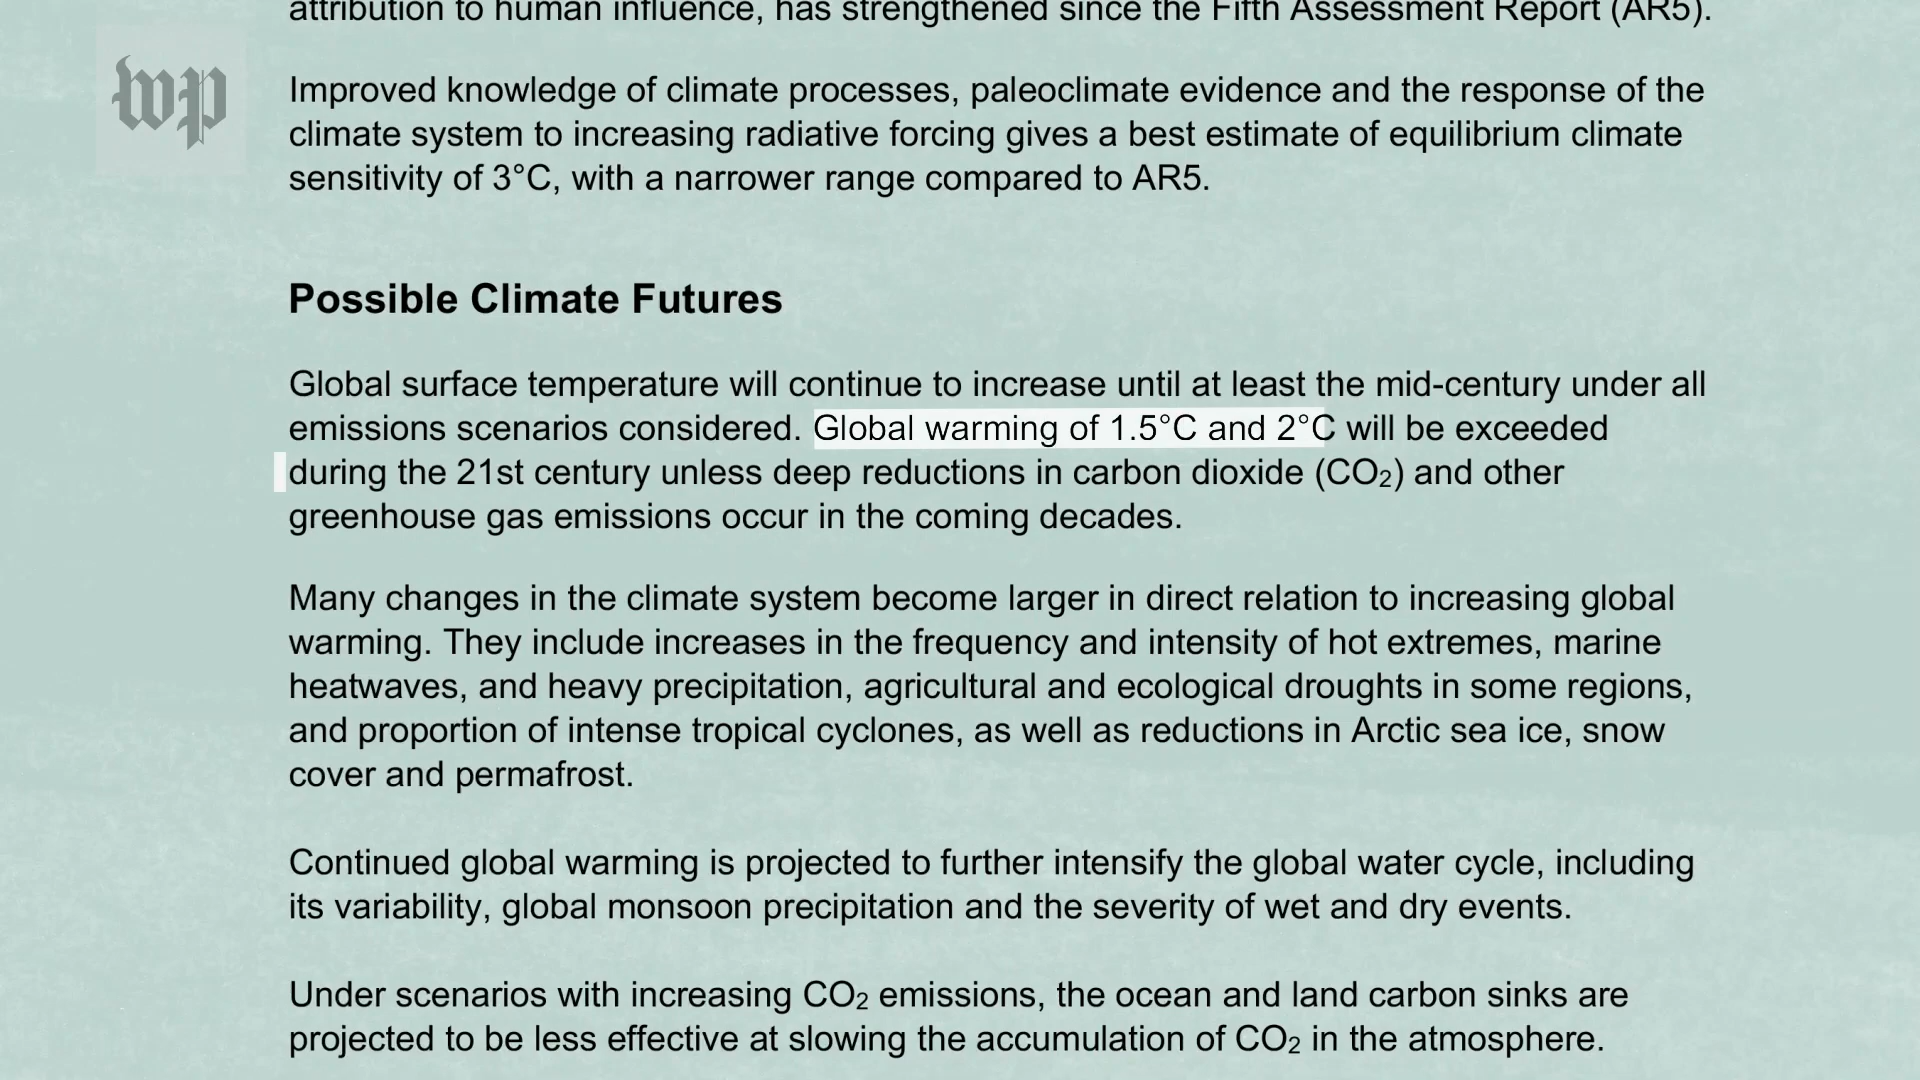 attribution to human influence, has strengthened since the Fifth Assessment Report (AR5).
wp
Improved knowledge of climate processes, paleoclimate evidence and the response of the
climate system to increasing radiative forcing gives a best estimate of equilibrium climate
sensitivity of 3°C, with a narrower range compared to AR5.
Possible Climate Futures
Global surface temperature will continue to increase until at least the mid-century under all
emissions scenarios considered. Global warming of 1.5°C and 2°C will be exceeded
during the 21st century unless deep reductions in carbon dioxide (CO₂) and other
greenhouse gas emissions occur in the coming decades.
Many changes in the climate system become larger in direct relation to increasing global
warming. They include increases in the frequency and intensity of hot extremes, marine
heatwaves, and heavy precipitation, agricultural and ecological droughts in some regions,
and proportion of intense tropical cyclones, as well as reductions in Arctic sea ice, snow
cover and permafrost.
Continued global warming is projected to further intensify the global water cycle, including
its variability, global monsoon precipitation and the severity of wet and dry events.
Under scenarios with increasing CO₂ emissions, the ocean and land carbon sinks are
projected to be less effective at slowing the accumulation of CO₂ in the atmosphere.